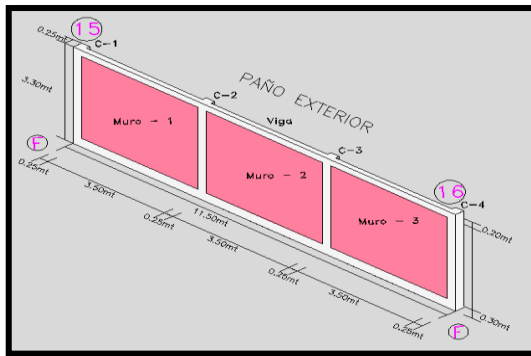 15
0.25mt
C-1
3.30mt
C-2
PAÑO EXTERIOR
Viga
Muro - 1
C-3
F
Muro - 2
16
C-4
0.25mt
3.50mt
11.50mt
Muro - 3
0.20mt
0.25mt
3.50mt
0.25mt
3.50mt
0.30mt
0.25mt
F